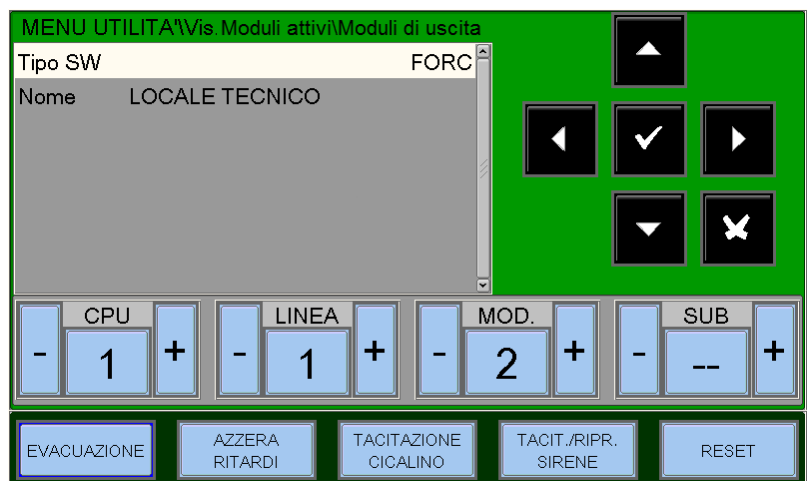 MENU UTILITA'\Vis.Moduli attivi\Moduli di uscita
Tipo SW FORC
Nome LOCALE TECNICO
CPU LINEA MOD. SUB
- 1 + - 1 + - 2 + - -- +
EVACUAZIONE AZZERA RITARDI TACITAZIONE CICALINO TACIT./RIPR. SIRENE RESET